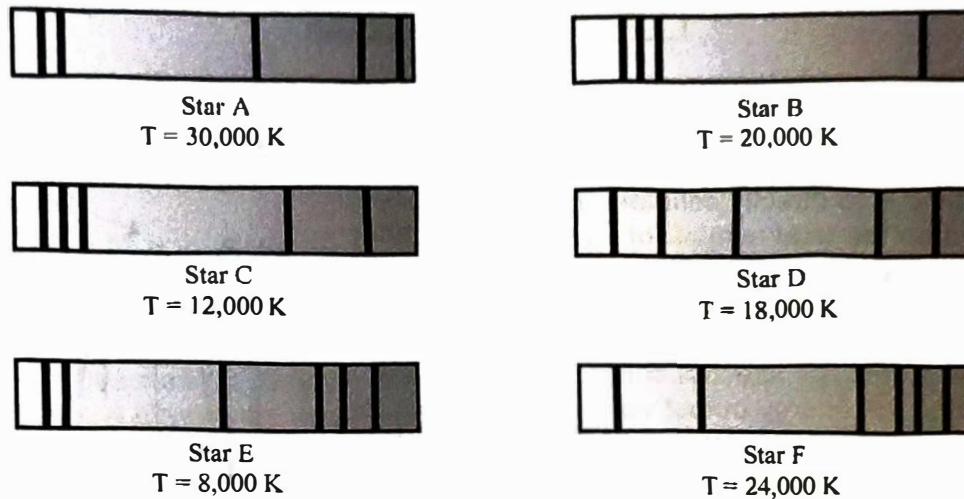 Star A
T = 30,000 K
Star B
T = 20,000 K
Star C
T = 12,000 K
Star D
T = 18,000 K
Star E
T = 8,000 K
Star F
T = 24,000 K